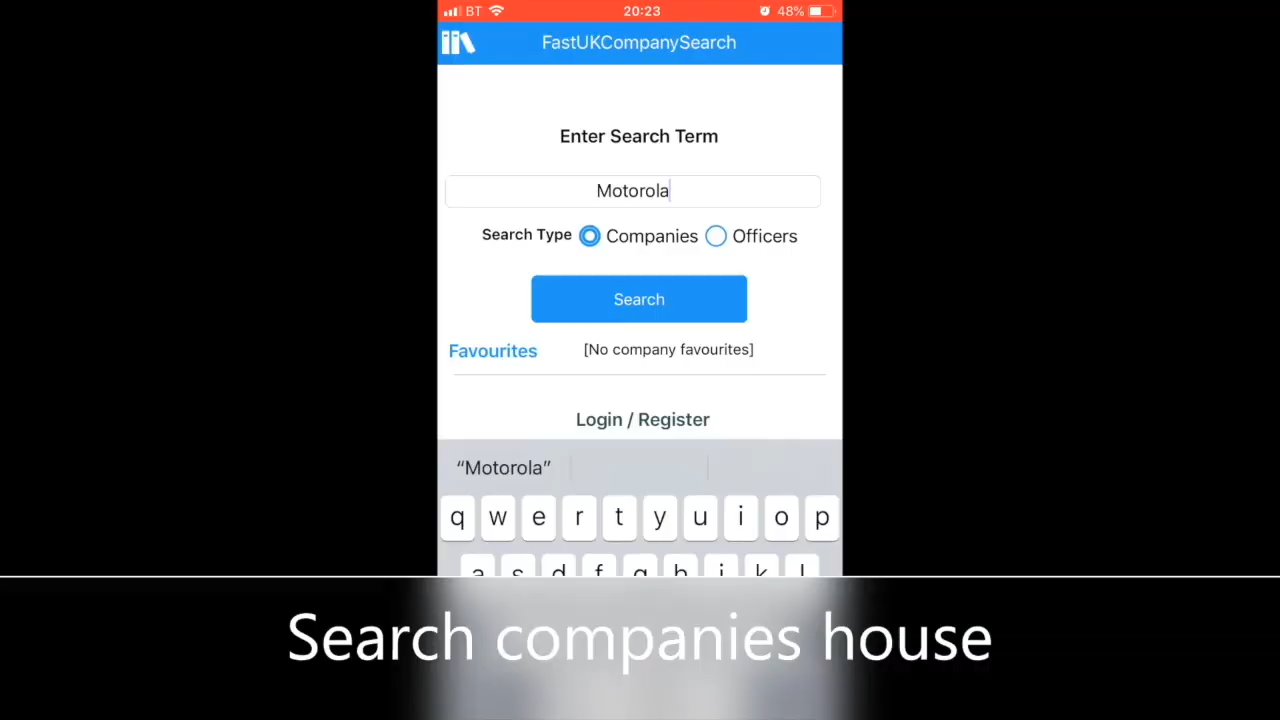 BT 20:23 48%
FastUKCompanySearch
Enter Search Term
Motorola
Search Type Companies Officers
Search
Favourites [No company favourites]
Login / Register
“Motorola”
q w e r t y u i o p
a s d f g h j k l
Search companies house